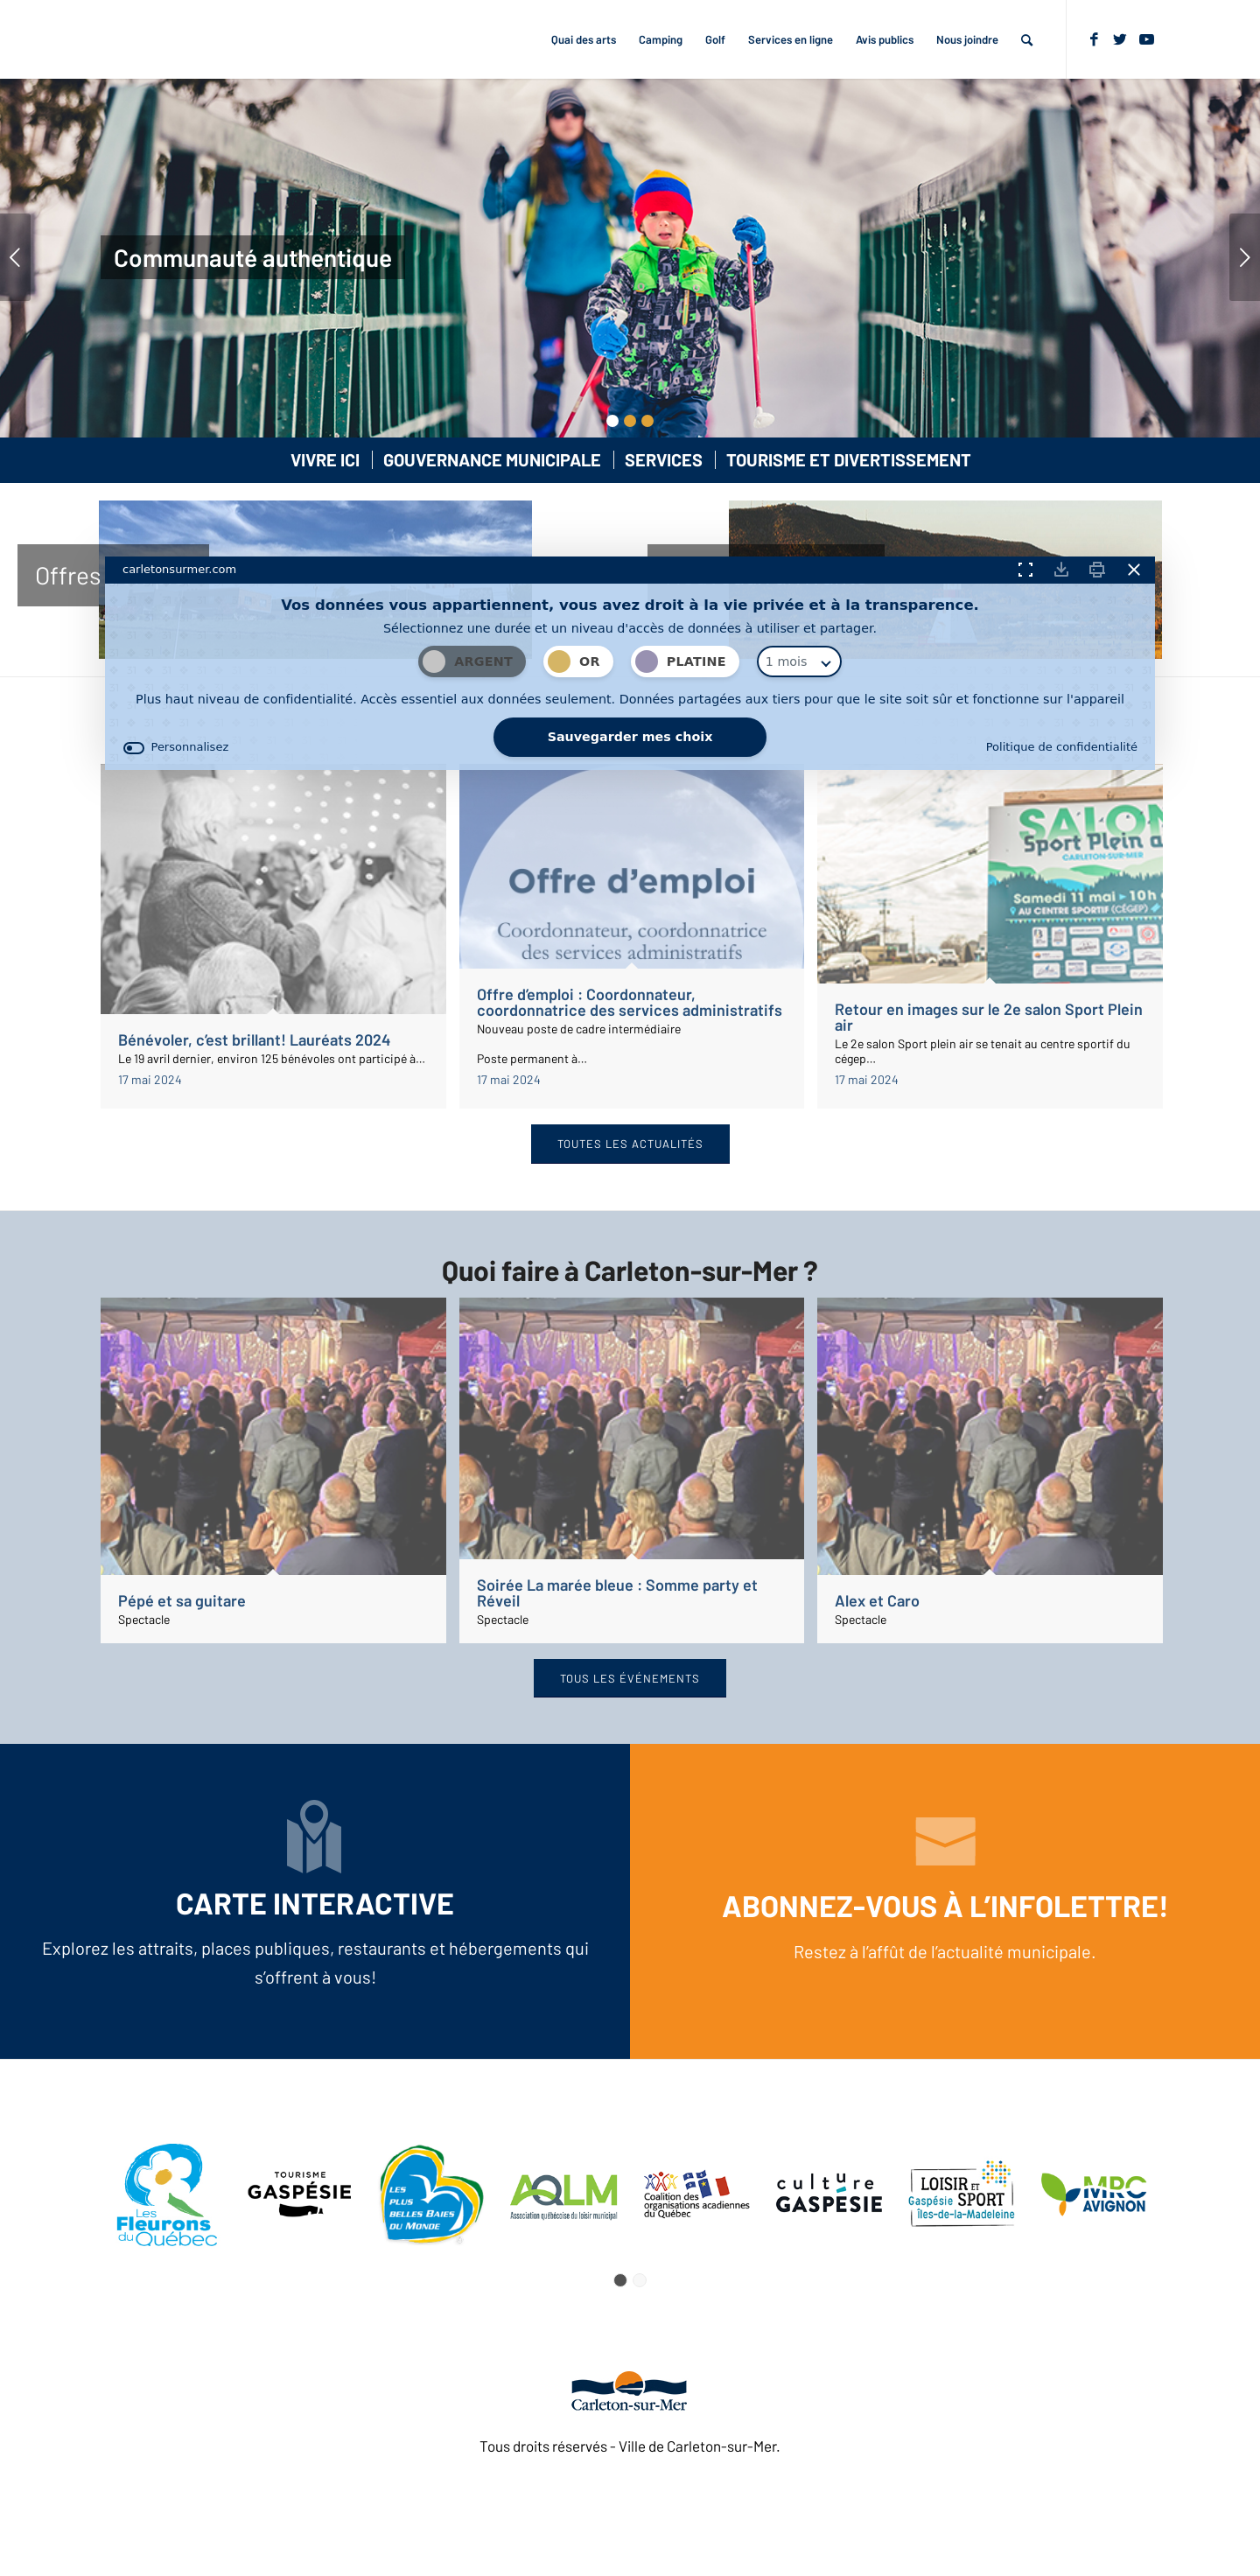 Quai des arts
Camping
Golf
Services en ligne
Avis publics
Nous joindre
Communauté authentique
VIVRE ICI
GOUVERNANCE MUNICIPALE
SERVICES
TOURISME ET DIVERTISSEMENT
Offres
carletonsurmer.com
Vos données vous appartiennent, vous avez droit à la vie privée et à la transparence.
Sélectionnez une durée et un niveau d'accès de données à utiliser et partager.
ARGENT
OR
PLATINE
1 mois
Plus haut niveau de confidentialité. Accès essentiel aux données seulement. Données partagées aux tiers pour que le site soit sûr et fonctionne sur l'appareil
Personnalisez
Sauvegarder mes choix
Politique de confidentialité
Offre d'emploi
Coordonnateur, coordonnatrice
des services administratifs
SALON
Sport Plein a
CARLETON-SUR-MER
Samedi 11 mai
10h
AU CENTRE SPORTIF (CÉGEP)
Bénévoler, c’est brillant! Lauréats 2024
Le 19 avril dernier, environ 125 bénévoles ont participé à…
17 mai 2024
Offre d’emploi : Coordonnateur,
coordonnatrice des services administratifs
Nouveau poste de cadre intermédiaire
Poste permanent à…
17 mai 2024
Retour en images sur le 2e salon Sport Plein
air
Le 2e salon Sport plein air se tenait au centre sportif du
cégep…
17 mai 2024
TOUTES LES ACTUALITÉS
Quoi faire à Carleton-sur-Mer ?
Pépé et sa guitare
Spectacle
Soirée La marée bleue : Somme party et
Réveil
Spectacle
Alex et Caro
Spectacle
TOUS LES ÉVÉNEMENTS
CARTE INTERACTIVE
Explorez les attraits, places publiques, restaurants et hébergements qui
s’offrent à vous!
ABONNEZ-VOUS À L’INFOLETTRE!
Restez à l’affût de l’actualité municipale.
Les
Fleurons
du Québec
TOURISME
GASPÉSIE
LES
PLUS
BELLES BAIES
DU MONDE
AQLM
Association québécoise du loisir municipal
Coalition des
organisations acadiennes
du Québec
culture
GASPÉSIE
LOISIR ET
SPORT
Gaspésie
Îles-de-la-Madeleine
MRC
AVIGNON
Carleton-sur-Mer
Tous droits réservés - Ville de Carleton-sur-Mer.